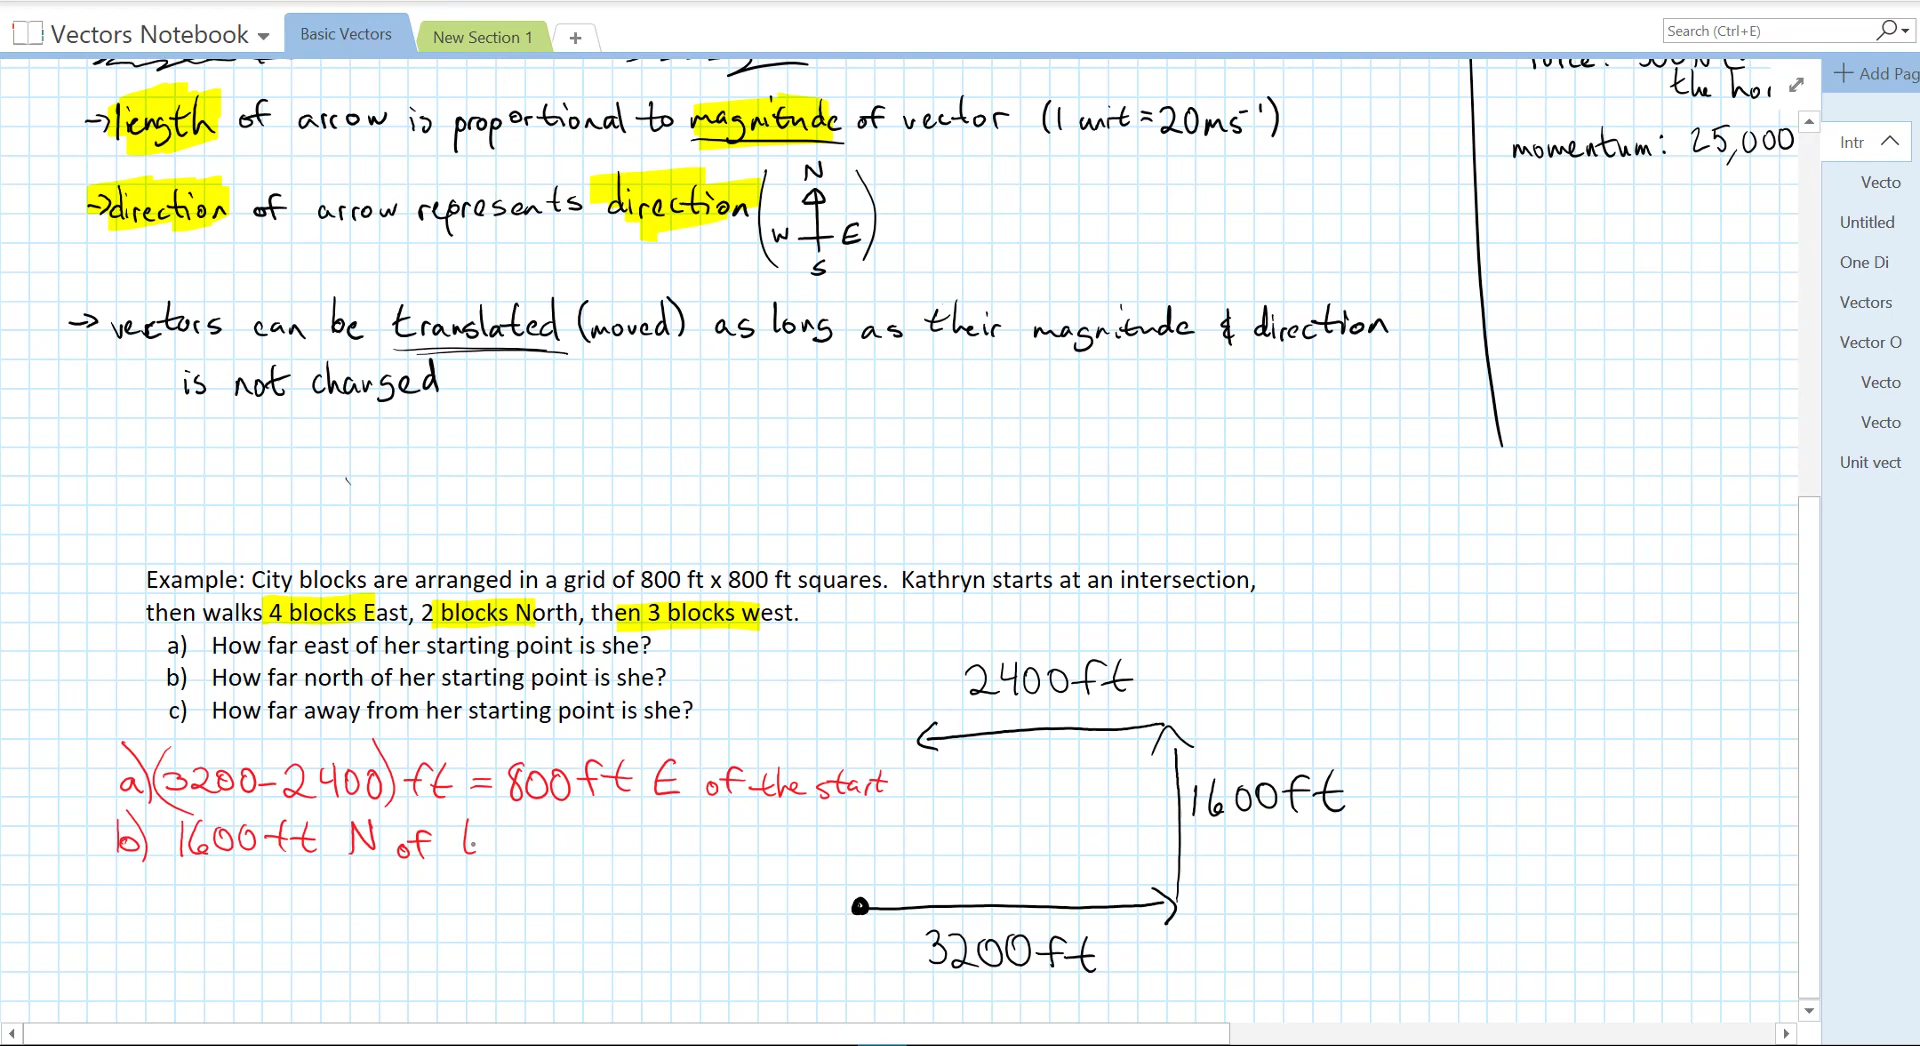 Vectors Notebook
Basic Vectors
New Section 1
Search (Ctrl+E)
Add Pag
→length of arrow is proportional to magnitude of vector (1 unit = 20ms⁻¹)
→direction of arrow represents direction (N W E S)
→ vectors can be translated (moved) as long as their magnitude & direction
is not changed
the hor
momentum: 25,000
Intr
Vecto
Untitled
One Di
Vectors
Vector O
Vecto
Vecto
Unit vect
Example: City blocks are arranged in a grid of 800 ft x 800 ft squares. Kathryn starts at an intersection,
then walks 4 blocks East, 2 blocks North, then 3 blocks west.
a) How far east of her starting point is she?
b) How far north of her starting point is she?
c) How far away from her starting point is she?
a) (3200-2400) ft = 800ft E of the start
b) 1600ft N of
2400ft
1600ft
3200ft